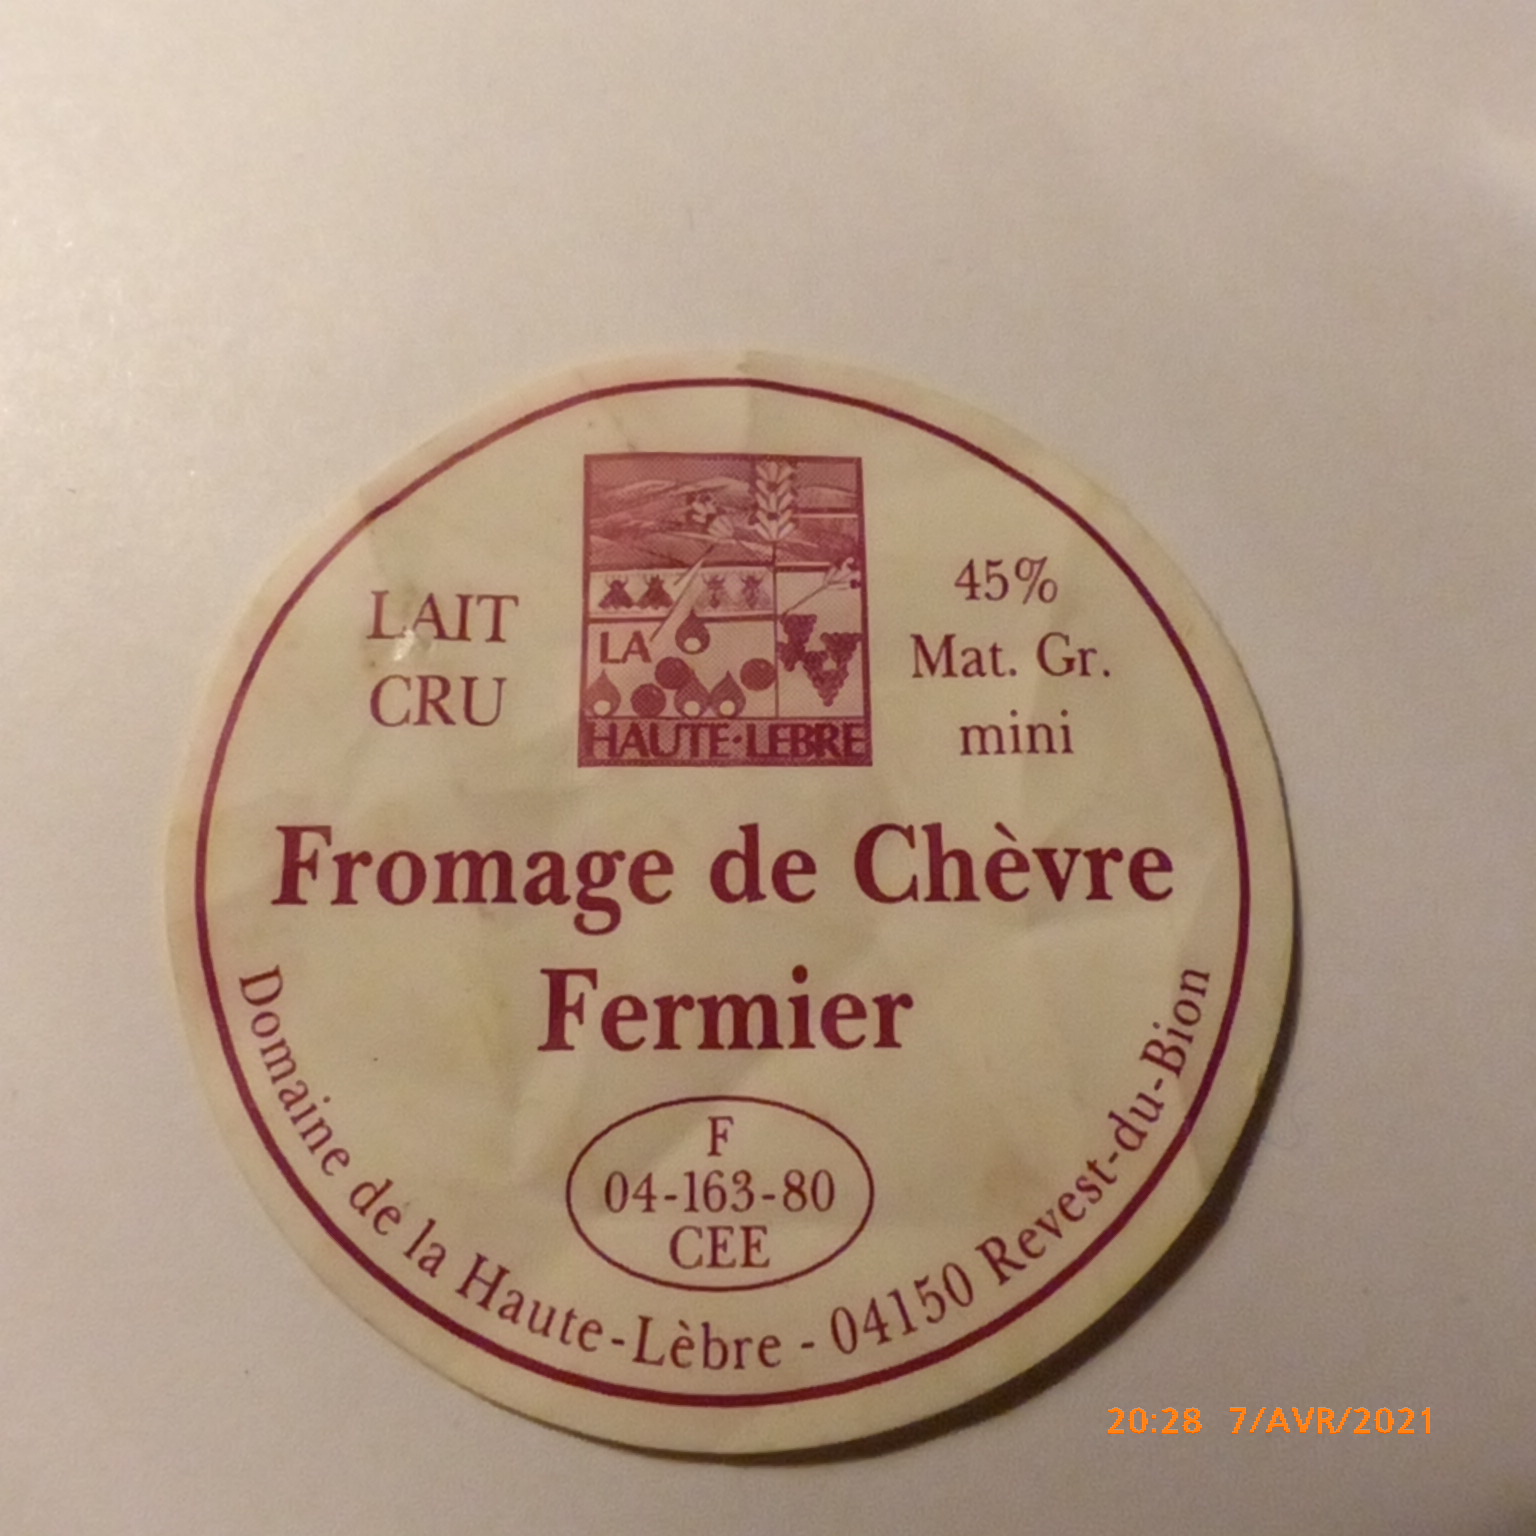 LAIT
CRU
LA
HAUTE·LEBRE
45%
Mat. Gr.
mini
Fromage de Chèvre
Fermier
F
04-163-80
CEE
Domaine de la Haute-Lèbre - 04150 Revest-du-Bion
20:28 7/AVR/2021